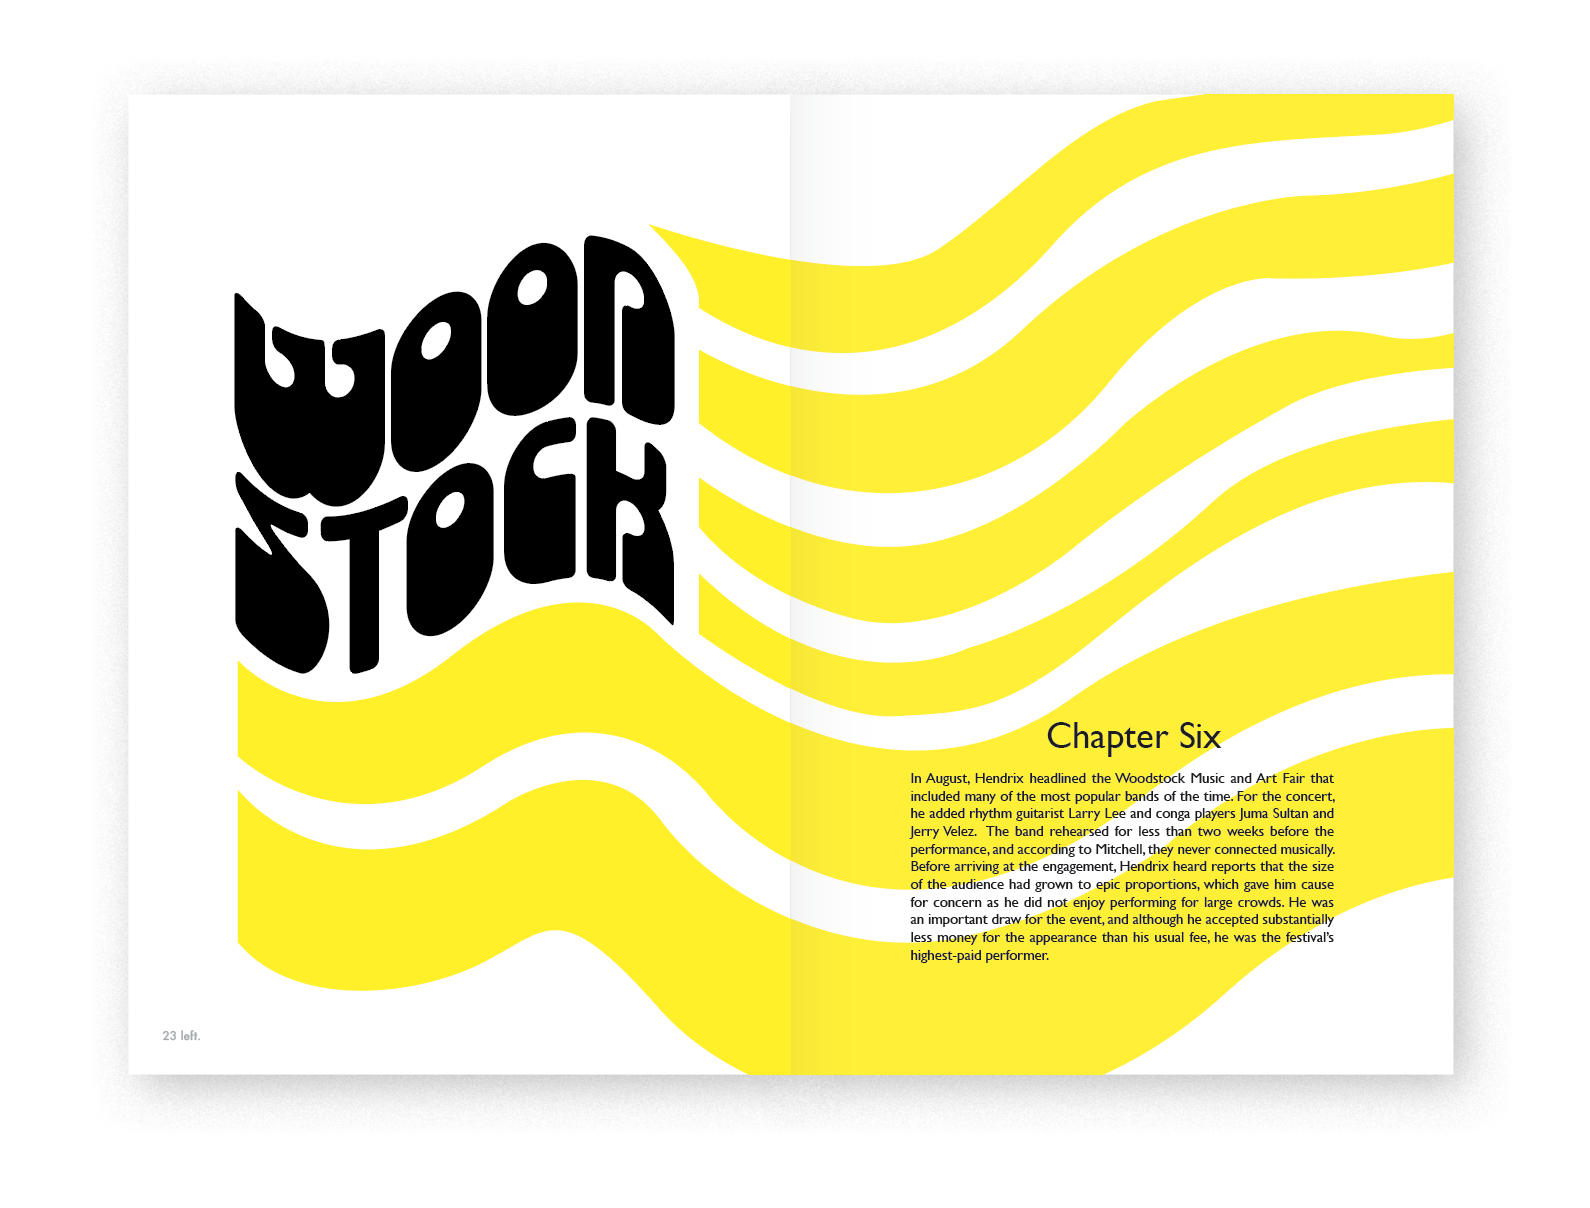 WOOD
STOCK
Chapter Six
In August, Hendrix headlined the Woodstock Music and Art Fair that
included many of the most popular bands of the time. For the concert,
he added rhythm guitarist Larry Lee and conga players Juma Sultan and
Jerry Velez. The band rehearsed for less than two weeks before the
performance, and according to Mitchell, they never connected musically.
Before arriving at the engagement, Hendrix heard reports that the size
of the audience had grown to epic proportions, which gave him cause
for concern as he did not enjoy performing for large crowds. He was
an important draw for the event, and although he accepted substantially
less money for the appearance than his usual fee, he was the festival's
highest-paid performer.
23 left.